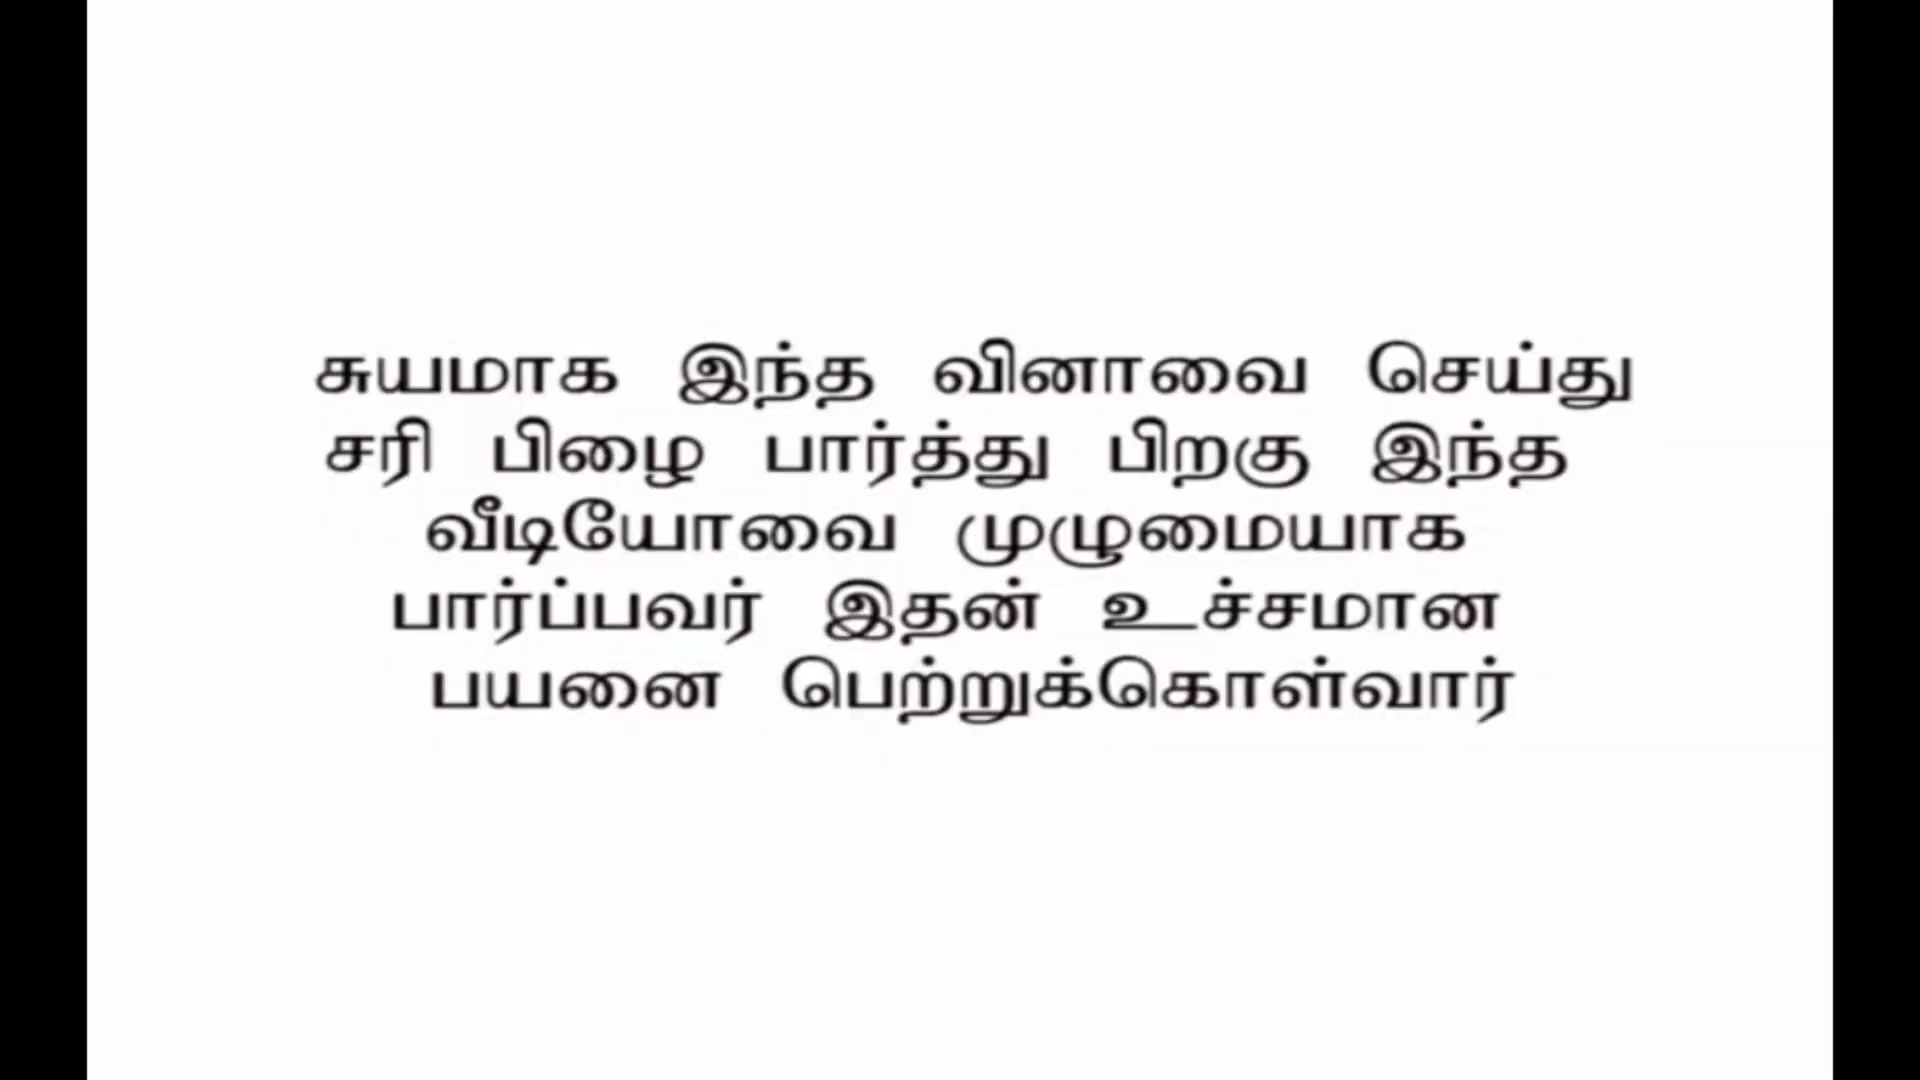 சுயமாக இந்த வினாவை செய்து
சரி பிழை பார்த்து பிறகு இந்த
வீடியோவை முழுமையாக
பார்ப்பவர் இதன் உச்சமான
பயனை பெற்றுக்கொள்வார்